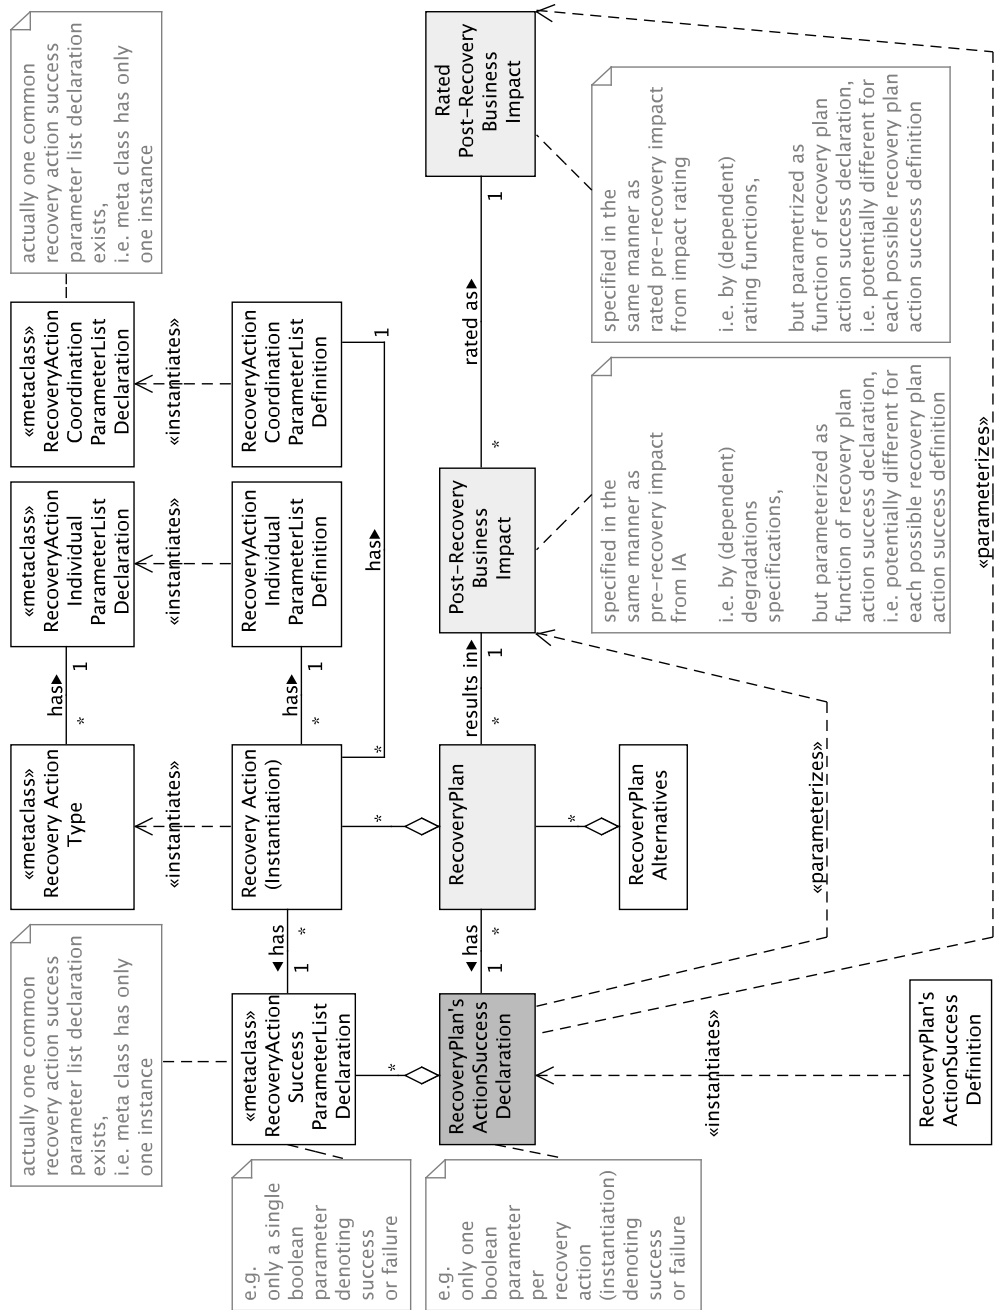 actually one common
recovery action success
parameter list declaration
exists,
i.e. meta class has only
one instance
«metaclass»
Recovery Action
Type
has▶
*
1
«metaclass»
RecoveryAction
Individual
ParameterList
Declaration
«metaclass»
RecoveryAction
Coordination
ParameterList
Declaration
actually one common
recovery action success
parameter list declaration
exists,
i.e. meta class has only
one instance
«instantiates»
«instantiates»
«instantiates»
e.g.
only a single
boolean
parameter
denoting
success
or failure
«metaclass»
RecoveryAction
Success
ParameterList
Declaration
◀ has
1
*
Recovery Action
(Instantiation)
has▶
*
1
RecoveryAction
Individual
ParameterList
Definition
RecoveryAction
Coordination
ParameterList
Definition
*
has▶
1
*
*
e.g.
only one
boolean
parameter
per
recovery
action
(instantiation)
denoting
success
or failure
RecoveryPlan's
ActionSuccess
Declaration
◀ has
1
*
RecoveryPlan
results in▶
*
1
Post-Recovery
Business
Impact
rated as▶
*
1
Rated
Post-Recovery
Business
Impact
*
RecoveryPlan
Alternatives
specified in the
same manner as
pre-recovery impact
from IA
i.e. by (dependent)
degradations
specifications,
but parameterized as
function of recovery plan
action success declaration,
i.e. potentially different for
each possible recovery plan
action success definition
specified in the
same manner as
rated pre-recovery impact
from impact rating
i.e. by (dependent)
rating functions,
but parametrized as
function of recovery plan
action success declaration,
i.e. potentially different for
each possible recovery plan
action success definition
«instantiates»
«parameterizes»
«parameterizes»
RecoveryPlan's
ActionSuccess
Definition